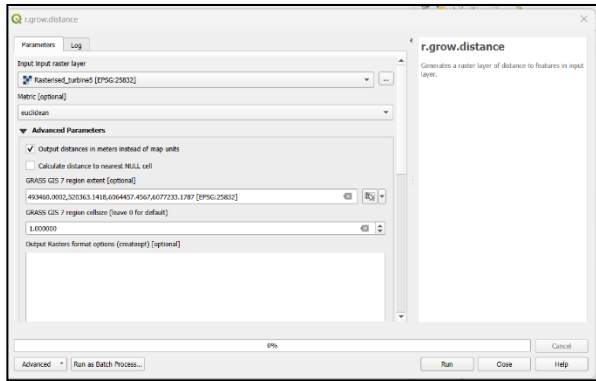 r.grow.distance
Parameters
Log
Input input raster layer
Rasterised_turbine5 [EPSG:25832]
...
Metric [optional]
euclidean
Advanced Parameters
Output distances in meters instead of map units
Calculate distance to nearest NULL cell
GRASS GIS 7 region extent [optional]
493460.0002,520363.1418,6064457.4567,6077233.1787 [EPSG:25832]
GRASS GIS 7 region cellsize (leave 0 for default)
1.000000
Output Rasters format options (createopt) [optional]
r.grow.distance
Generates a raster layer of distance to features in input
layer.
0%
Cancel
Advanced
Run as Batch Process...
Run
Close
Help